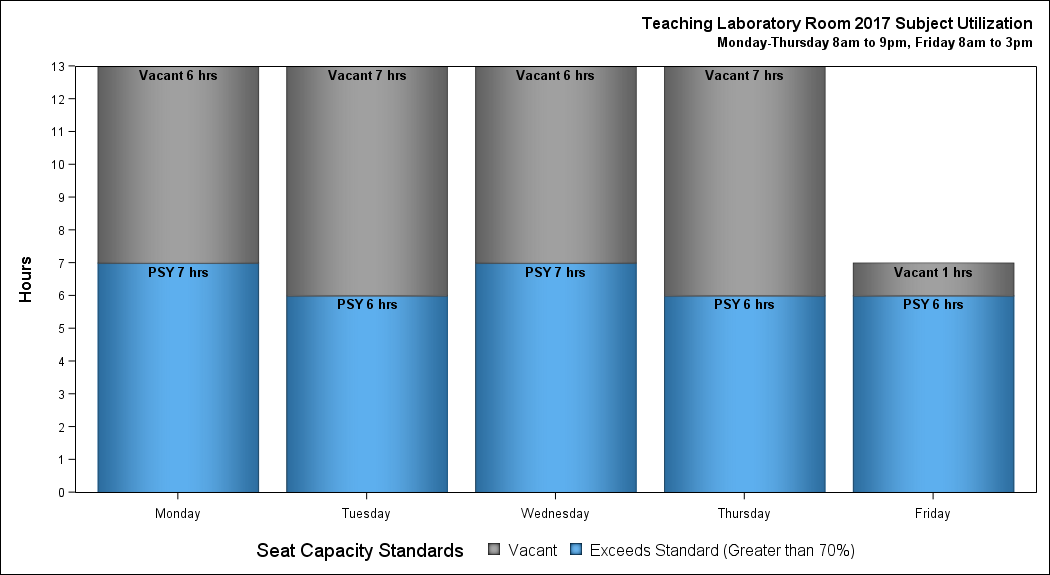 Teaching Laboratory Room 2017 Subject Utilization
Monday-Thursday 8am to 9pm, Friday 8am to 3pm
Hours
13
12
11
10
9
8
7
6
5
4
3
2
1
0
Vacant 6 hrs
PSY 7 hrs
Vacant 7 hrs
PSY 6 hrs
Vacant 6 hrs
PSY 7 hrs
Vacant 7 hrs
PSY 6 hrs
Vacant 1 hrs
PSY 6 hrs
Monday
Tuesday
Wednesday
Thursday
Friday
Seat Capacity Standards Vacant Exceeds Standard (Greater than 70%)